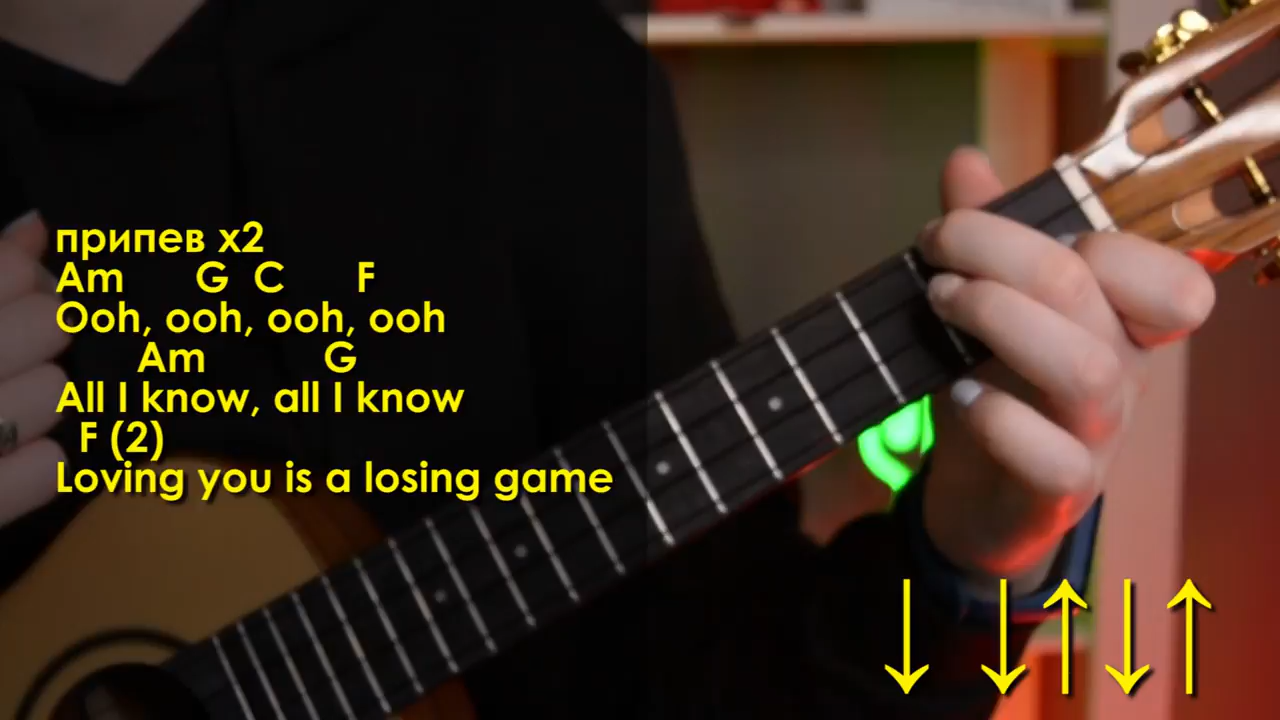 припев x2
Am G C F
Ooh, ooh, ooh, ooh
Am G
All I know, all I know
F (2)
Loving you is a losing game
↓ ↓↑↓↑